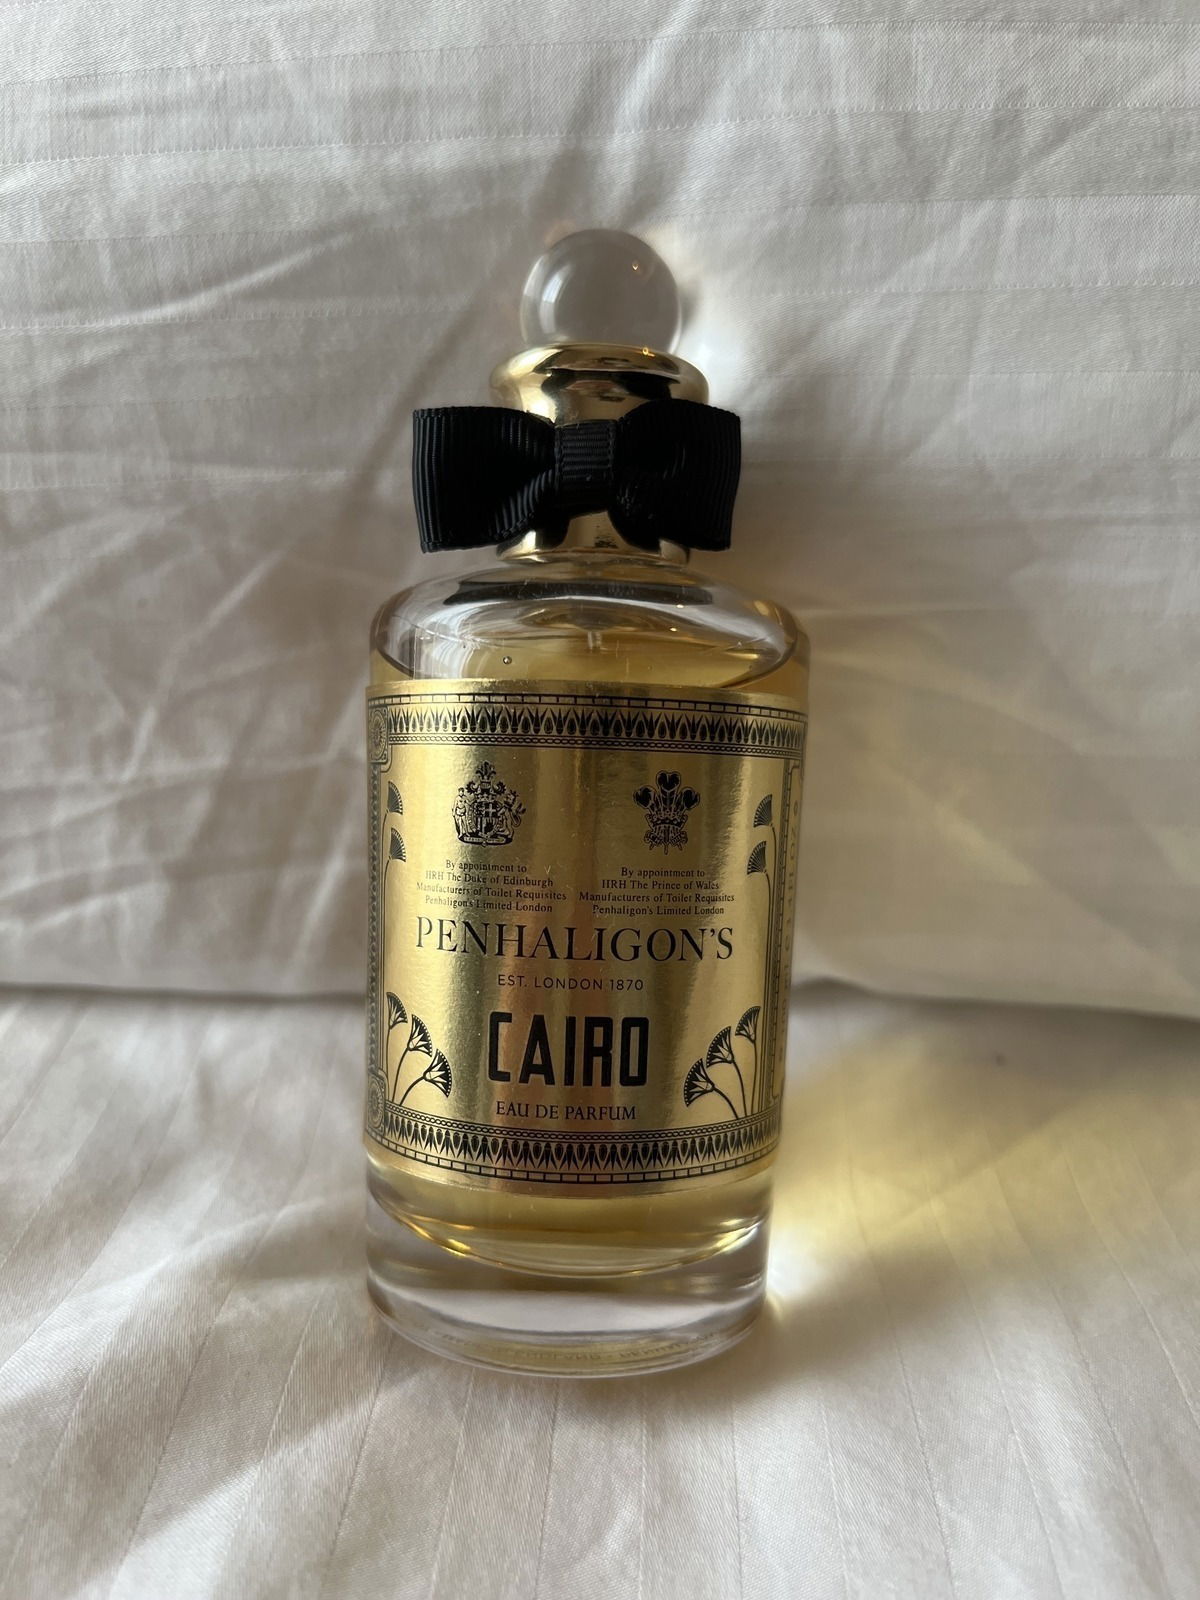 By appointment to
HRH The Duke of Edinburgh
Manufacturers of Toilet Requisites
Penhaligon's Limited London
By appointment to
HRH The Prince of Wales
Manufacturers of Toilet Requisites
Penhaligon's Limited London
PENHALIGON'S
EST. LONDON 1870
CAIRO
EAU DE PARFUM